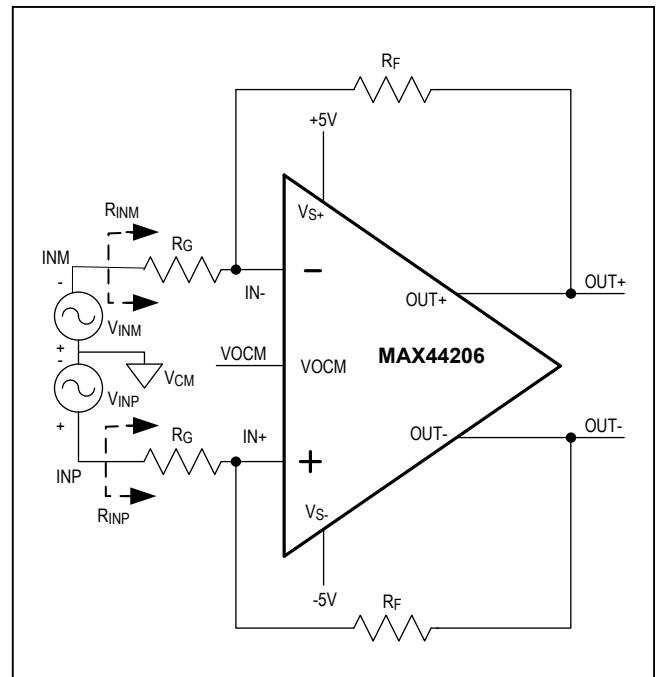 RF
+5V
VS+
RINM
RG
INM
-
IN-
−
OUT+
OUT+
VINM
+
-
VOCM
VOCM
MAX44206
VCM
VINP
+
RG
IN+
+
OUT-
OUT-
INP
RINP
VS-
-5V
RF